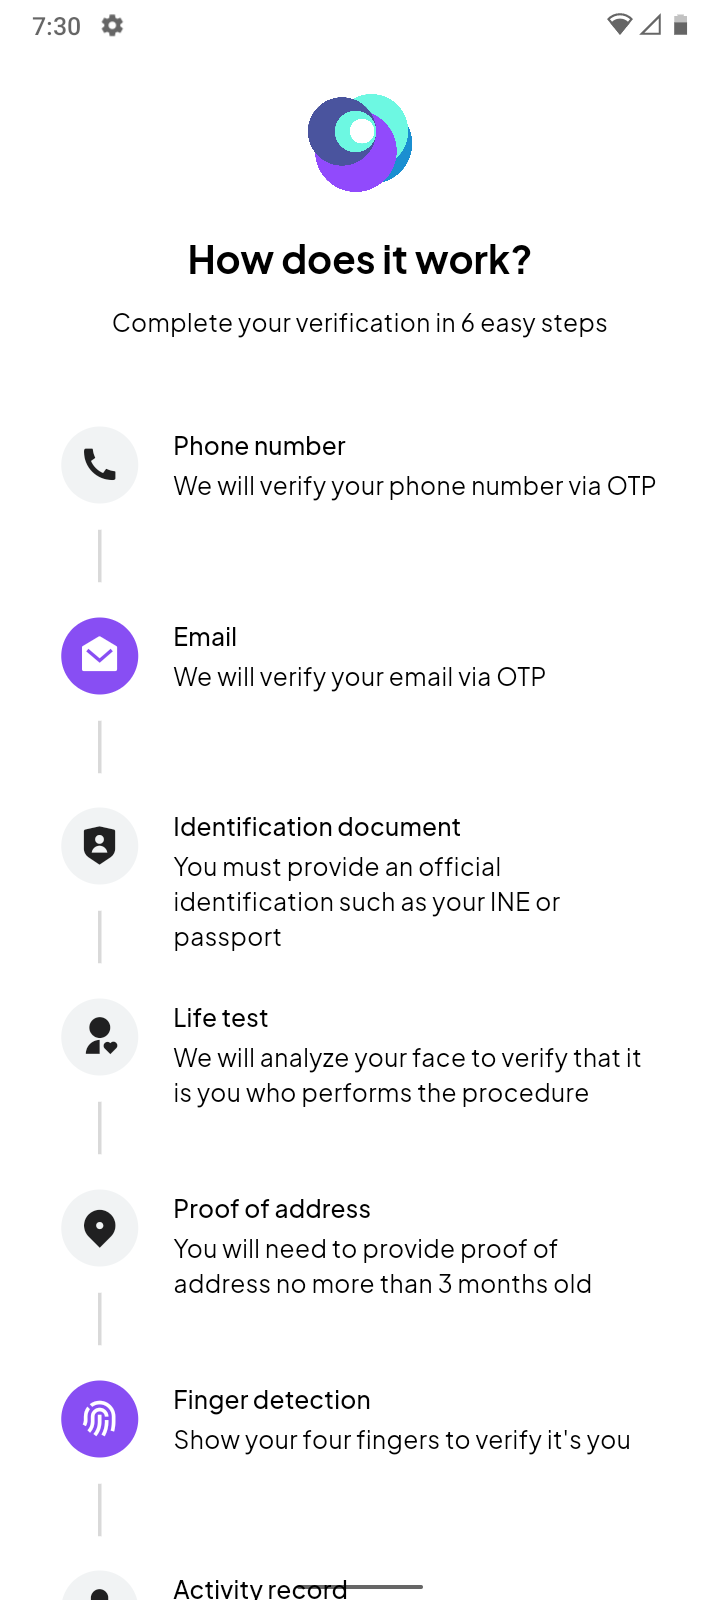 7:30
How does it work?
Complete your verification in 6 easy steps
Phone number
We will verify your phone number via OTP
Email
We will verify your email via OTP
Identification document
You must provide an official
identification such as your INE or
passport
Life test
We will analyze your face to verify that it
is you who performs the procedure
Proof of address
You will need to provide proof of
address no more than 3 months old
Finger detection
Show your four fingers to verify it's you
Activity record